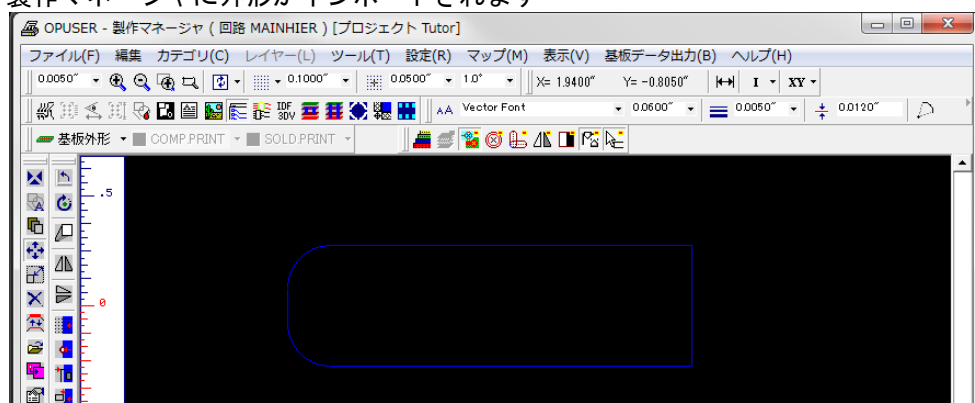 製作マネージャに外形がインポートされます
OPUSER - 製作マネージャ ( 回路 MAINHIER ) [プロジェクト Tutor]
ファイル(F) 編集 カテゴリ(C) レイヤー(L) ツール(T) 設定(R) マップ(M) 表示(V) 基板データ出力(B) ヘルプ(H)
0.0050" 0.1000" 0.0500" 1.0° X= 1.9400" Y= -0.8050" I XY
IDF 3DV AA Vector Font 0.0600" 0.0050" 0.0120"
基板外形 COMP.PRINT SOLD.PRINT
.5
0